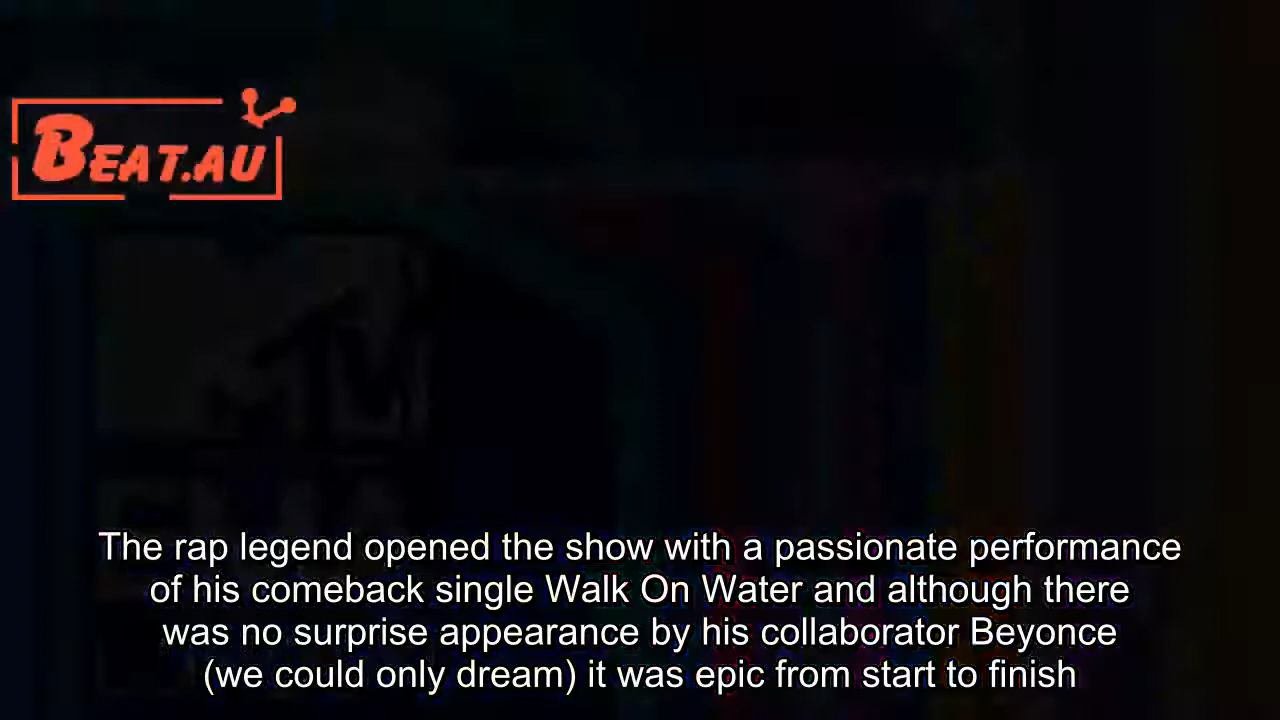 BEAT.AU
The rap legend opened the show with a passionate performance
of his comeback single Walk On Water and although there
was no surprise appearance by his collaborator Beyonce
(we could only dream) it was epic from start to finish